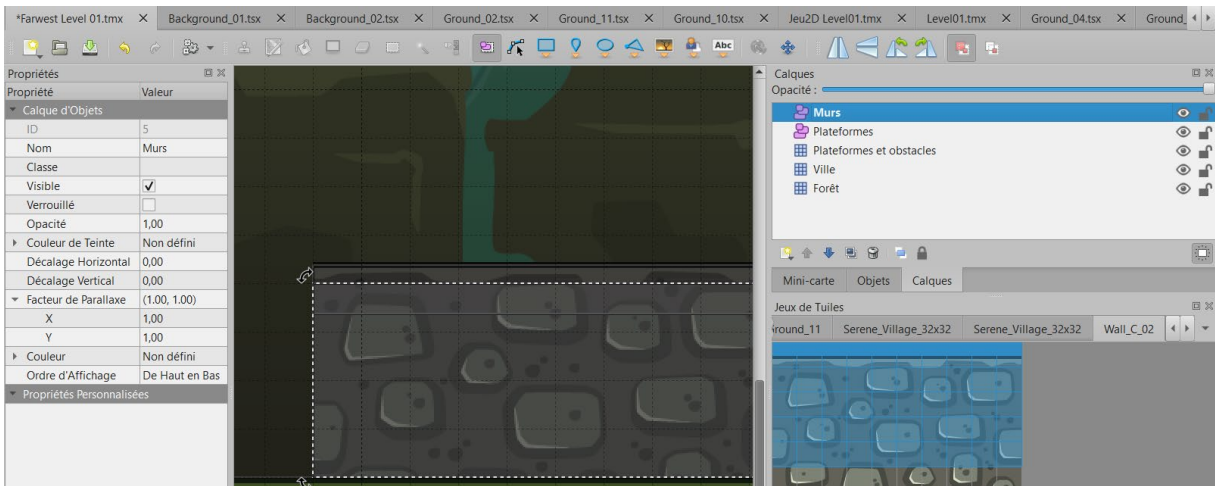 *Farwest Level 01.tmx Background_01.tsx Background_02.tsx Ground_02.tsx Ground_11.tsx Ground_10.tsx Jeu2D Level01.tmx Level01.tmx Ground_04.tsx Ground_
Abc
Propriétés
Propriété Valeur
Calque d'Objets
ID 5
Nom Murs
Classe
Visible
Verrouillé
Opacité 1,00
Couleur de Teinte Non défini
Décalage Horizontal 0,00
Décalage Vertical 0,00
Facteur de Parallaxe (1.00, 1.00)
X 1,00
Y 1,00
Couleur Non défini
Ordre d'Affichage De Haut en Bas
Propriétés Personnalisées
Calques
Opacité :
Murs
Plateformes
Plateformes et obstacles
Ville
Forêt
Mini-carte Objets Calques
Jeux de Tuiles
round_11 Serene_Village_32x32 Serene_Village_32x32 Wall_C_02